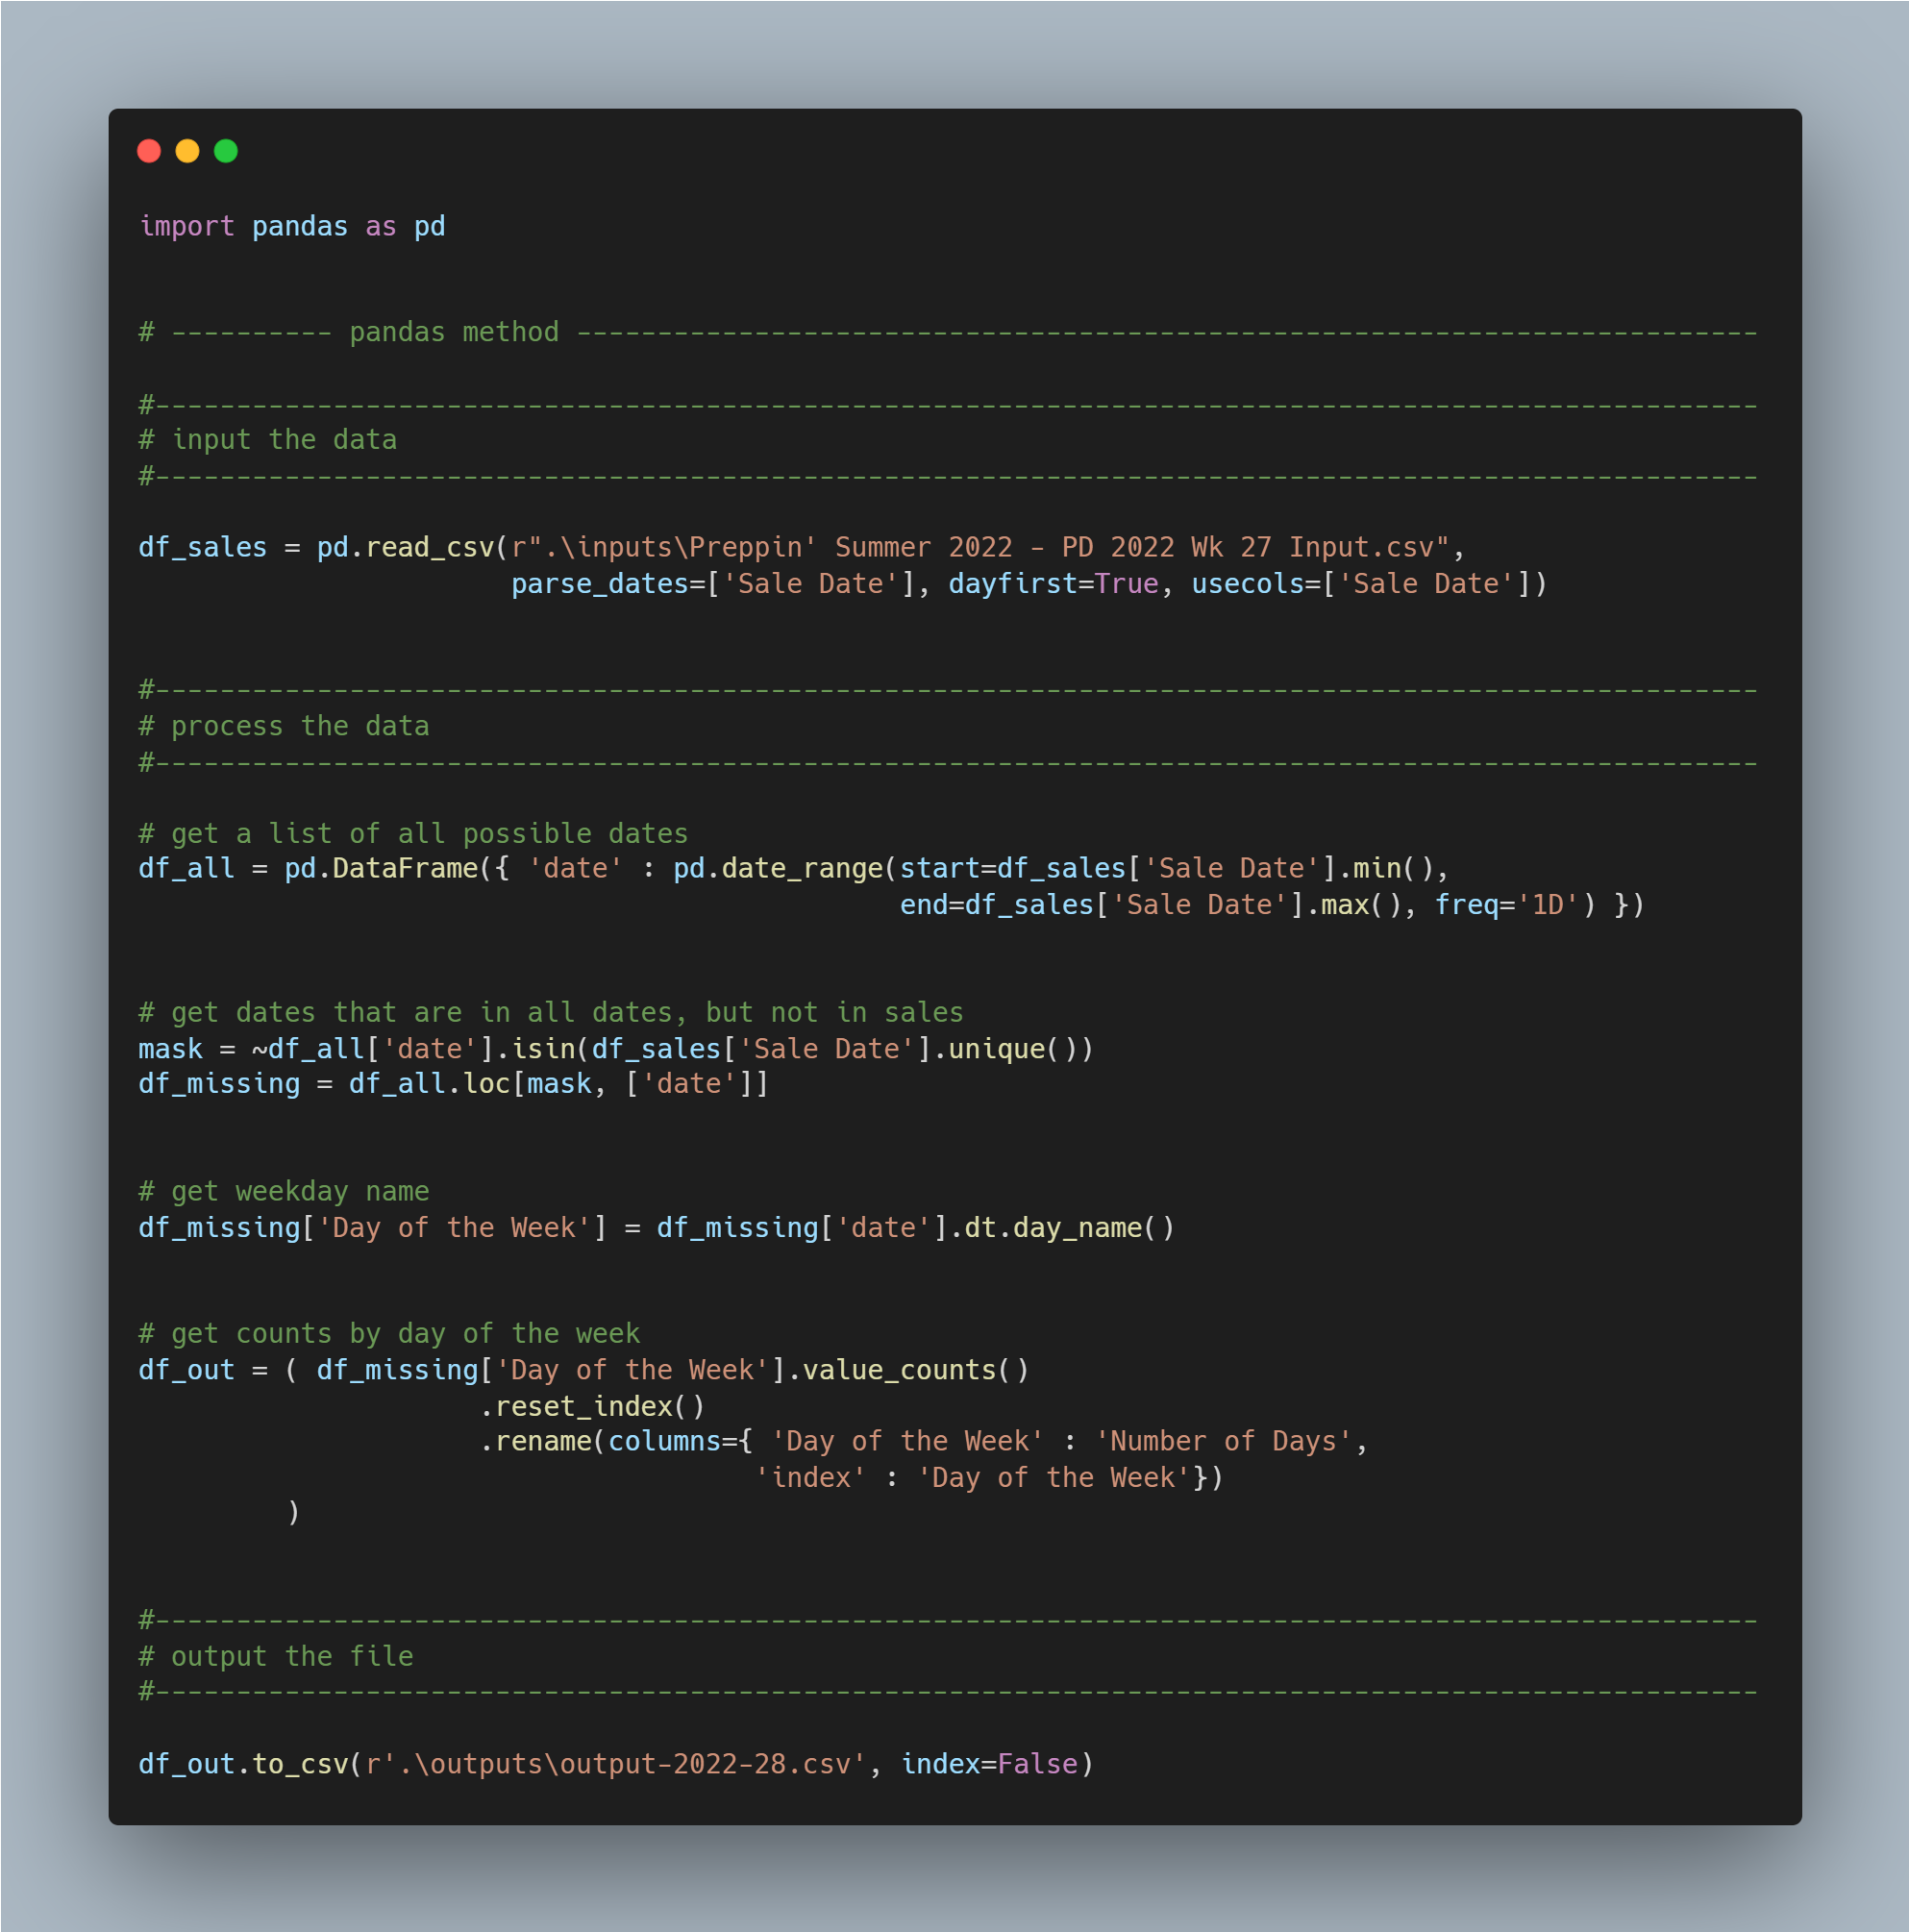 import pandas as pd
# ---------- pandas method -------------------------------------------------------------------------
#---------------------------------------------------------------------------------------------------
# input the data
#---------------------------------------------------------------------------------------------------
df_sales = pd.read_csv(r".\inputs\Preppin' Summer 2022 - PD 2022 Wk 27 Input.csv",
                       parse_dates=['Sale Date'], dayfirst=True, usecols=['Sale Date'])
#---------------------------------------------------------------------------------------------------
# process the data
#---------------------------------------------------------------------------------------------------
# get a list of all possible dates
df_all = pd.DataFrame({ 'date' : pd.date_range(start=df_sales['Sale Date'].min(),
                                               end=df_sales['Sale Date'].max(), freq='1D') })
# get dates that are in all dates, but not in sales
mask = ~df_all['date'].isin(df_sales['Sale Date'].unique())
df_missing = df_all.loc[mask, ['date']]
# get weekday name
df_missing['Day of the Week'] = df_missing['date'].dt.day_name()
# get counts by day of the week
df_out = ( df_missing['Day of the Week'].value_counts()
                     .reset_index()
                     .rename(columns={ 'Day of the Week' : 'Number of Days',
                                      'index' : 'Day of the Week'})
         )
#---------------------------------------------------------------------------------------------------
# output the file
#---------------------------------------------------------------------------------------------------
df_out.to_csv(r'.\outputs\output-2022-28.csv', index=False)